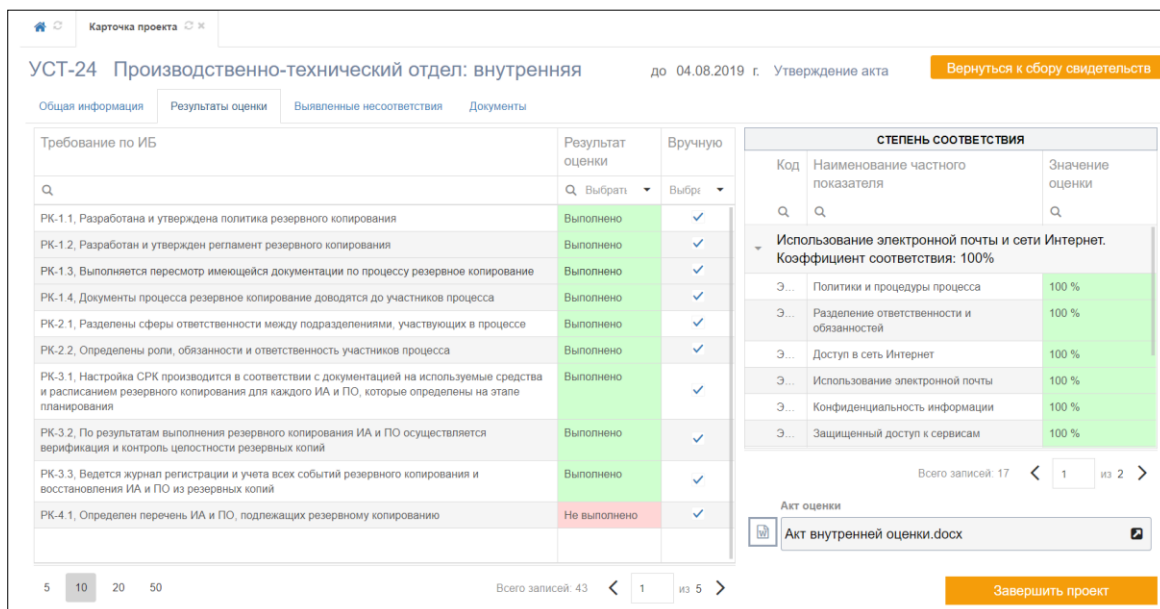 Карточка проекта
УСТ-24 Производственно-технический отдел: внутренняя
до 04.08.2019 г. Утверждение акта
Вернуться к сбору свидетельств
Общая информация Результаты оценки Выявленные несоответствия Документы
Требование по ИБ
Результат
оценки
Вручную
Выбрать
Выбра
РК-1.1, Разработана и утверждена политика резервного копирования
Выполнено
РК-1.2, Разработан и утвержден регламент резервного копирования
Выполнено
РК-1.3, Выполняется пересмотр имеющейся документации по процессу резервное копирование
Выполнено
РК-1.4, Документы процесса резервное копирование доводятся до участников процесса
Выполнено
РК-2.1, Разделены сферы ответственности между подразделениями, участвующих в процессе
Выполнено
РК-2.2, Определены роли, обязанности и ответственность участников процесса
Выполнено
РК-3.1, Настройка СРК производится в соответствии с документацией на используемые средства
и расписанием резервного копирования для каждого ИА и ПО, которые определены на этапе
планирования
Выполнено
РК-3.2, По результатам выполнения резервного копирования ИА и ПО осуществляется
верификация и контроль целостности резервных копий
Выполнено
РК-3.3, Ведется журнал регистрации и учета всех событий резервного копирования и
восстановления ИА и ПО из резервных копий
Выполнено
РК-4.1, Определен перечень ИА и ПО, подлежащих резервному копированию
Не выполнено
5 10 20 50
Всего записей: 43 1 из 5
СТЕПЕНЬ СООТВЕТСТВИЯ
Код
Наименование частного
показателя
Значение
оценки
Использование электронной почты и сети Интернет.
Коэффициент соответствия: 100%
Э... Политики и процедуры процесса 100 %
Э... Разделение ответственности и
обязанностей
100 %
Э... Доступ в сеть Интернет 100 %
Э... Использование электронной почты 100 %
Э... Конфиденциальность информации 100 %
Э... Защищенный доступ к сервисам 100 %
Всего записей: 17 1 из 2
Акт оценки
Акт внутренней оценки.docx
Завершить проект